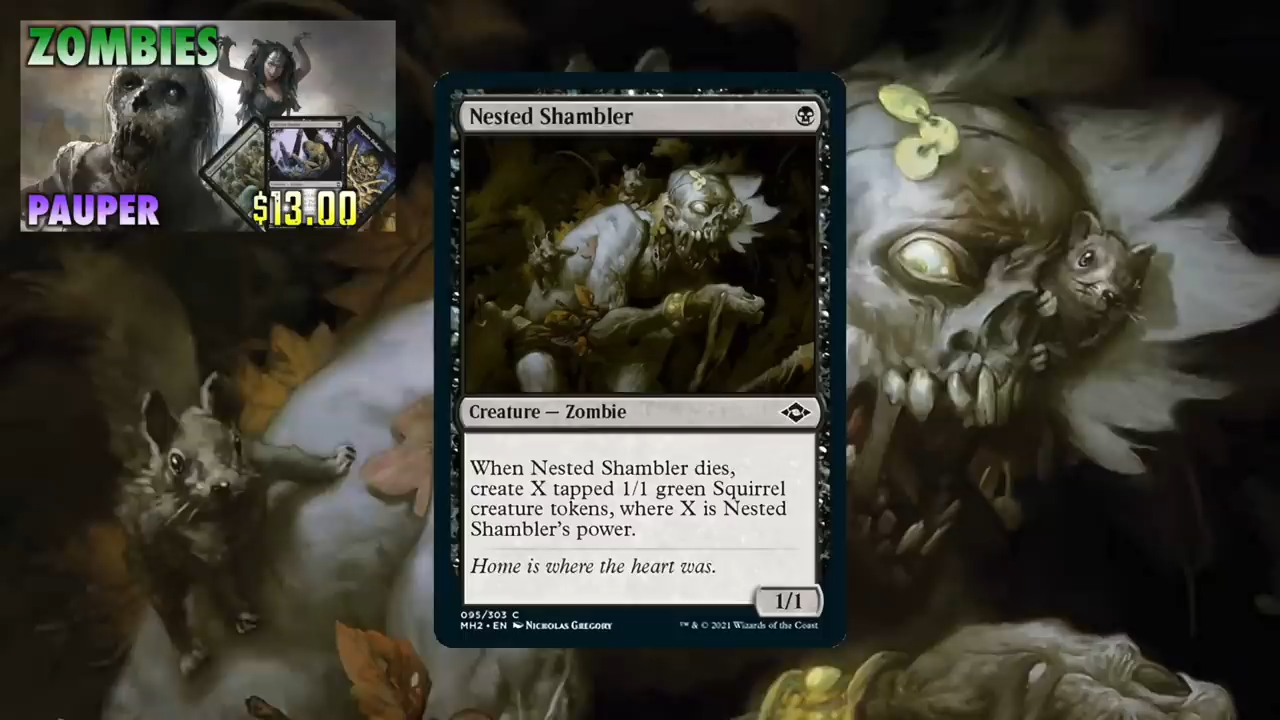 ZOMBIES
PAUPER
$13.00
Nested Shambler
Creature — Zombie
When Nested Shambler dies,
create X tapped 1/1 green Squirrel
creature tokens, where X is Nested
Shambler's power.
Home is where the heart was.
1/1
095/303 C
MH2 • EN Nicholas Gregory
™ & © 2021 Wizards of the Coast